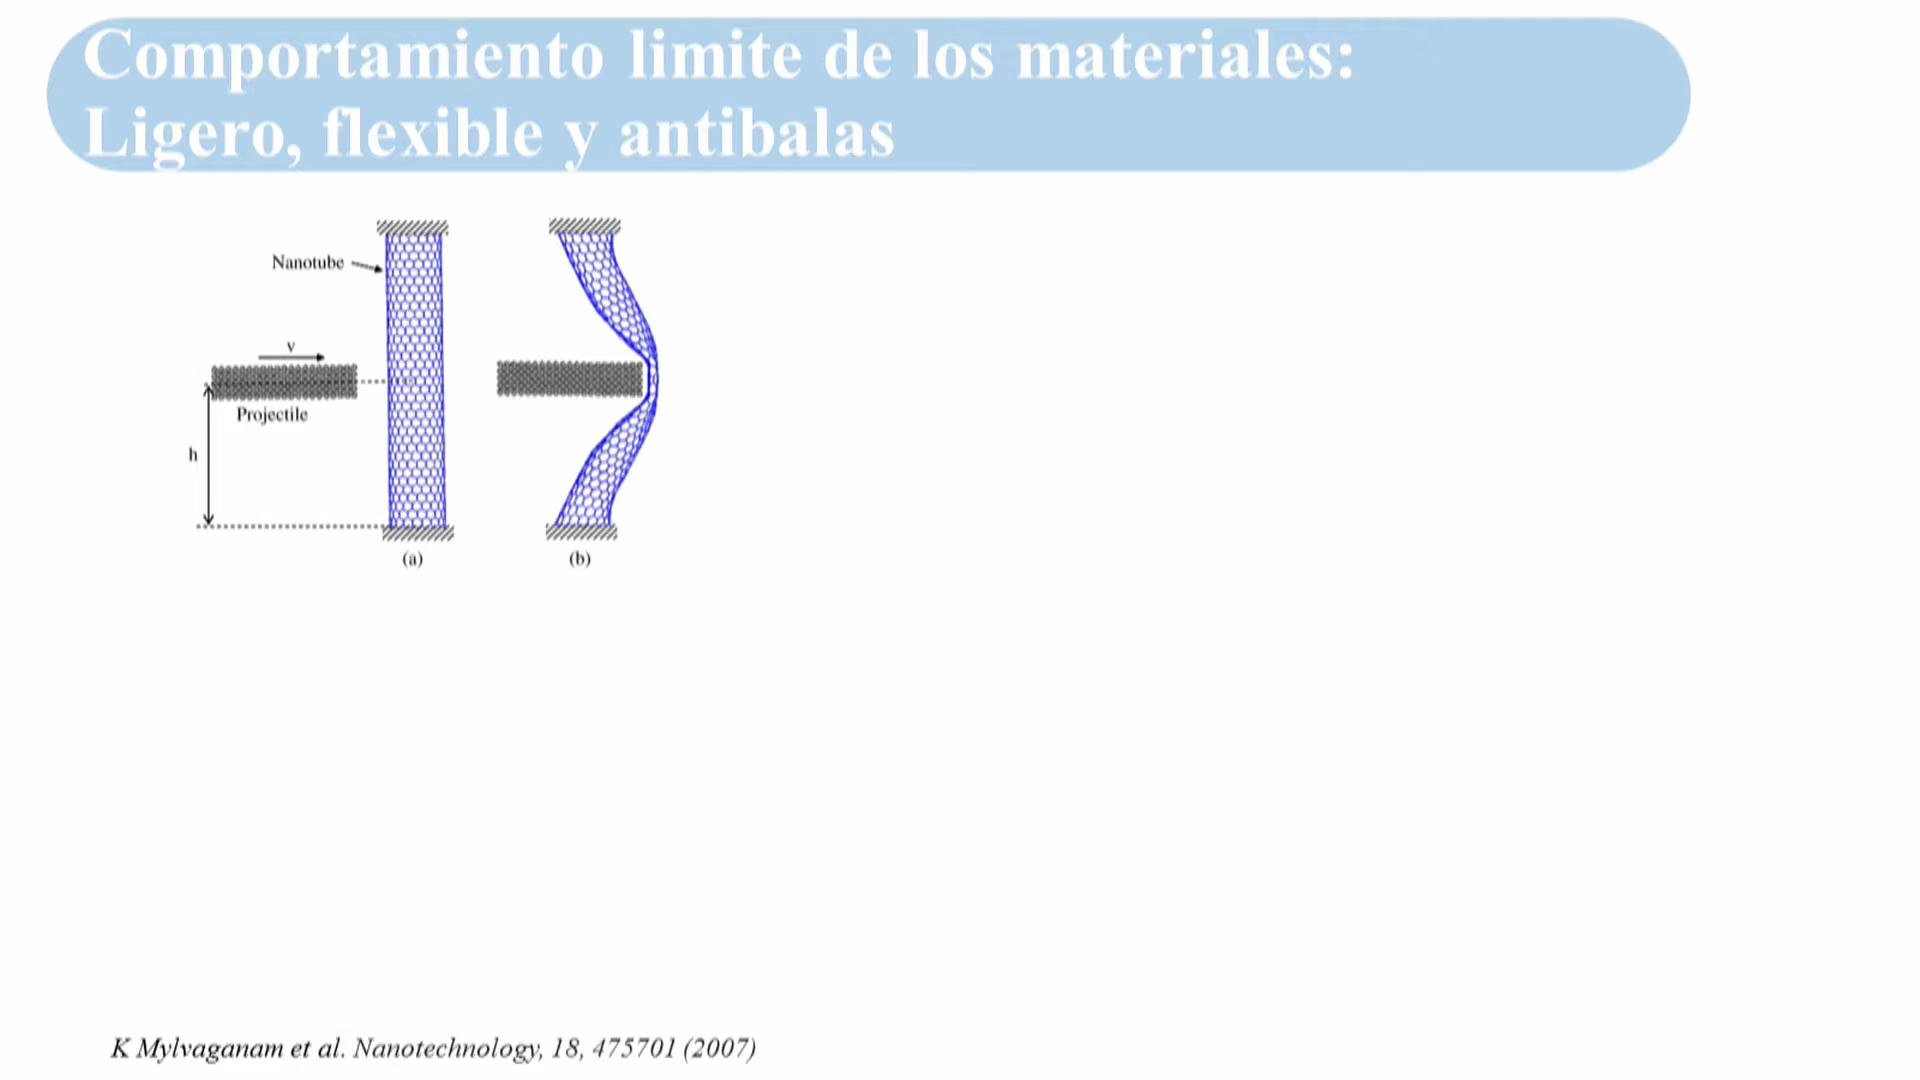 Comportamiento limite de los materiales:
Ligero, flexible y antibalas
Nanotube
v
Projectile
h
(a)
(b)
K Mylvaganam et al. Nanotechnology, 18, 475701 (2007)